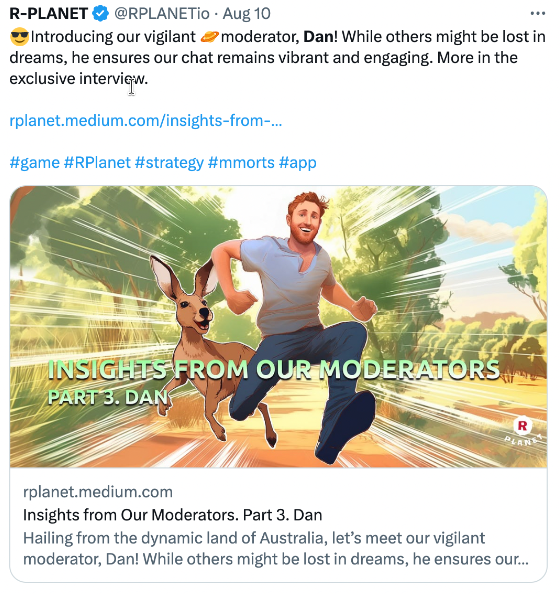 R-PLANET @RPLANETio · Aug 10
😎Introducing our vigilant 🪐moderator, Dan! While others might be lost in
dreams, he ensures our chat remains vibrant and engaging. More in the
exclusive interview.
rplanet.medium.com/insights-from-...
#game #RPlanet #strategy #mmorts #app
INSIGHTS FROM OUR MODERATORS
PART 3. DAN
R
PLANET
rplanet.medium.com
Insights from Our Moderators. Part 3. Dan
Hailing from the dynamic land of Australia, let’s meet our vigilant
moderator, Dan! While others might be lost in dreams, he ensures our...